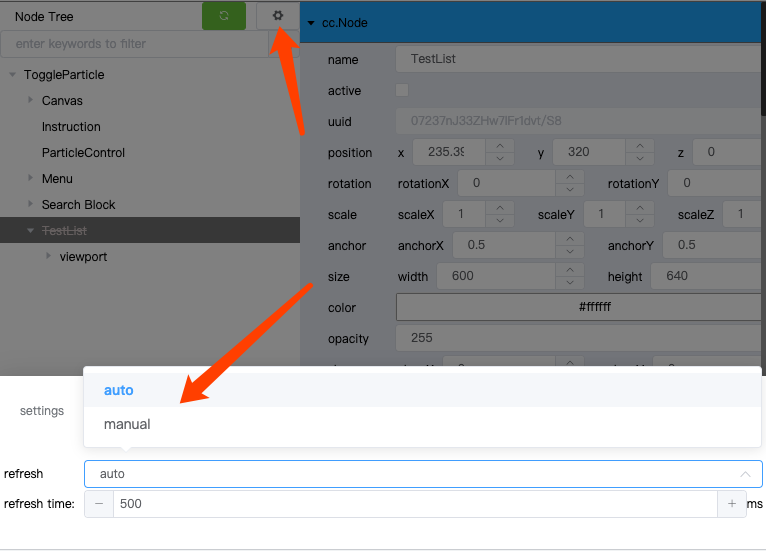 Node Tree
enter keywords to filter
ToggleParticle
Canvas
Instruction
ParticleControl
Menu
Search Block
TestList
viewport
cc.Node
name TestList
active
uuid 07237nJ33ZHw7lFr1dvt/S8
position x 235.39 y 320 z 0
rotation rotationX 0 rotationY 0
scale scaleX 1 scaleY 1 scaleZ 1
anchor anchorX 0.5 anchorY 0.5
size width 600 height 640
color #ffffff
opacity 255
settings
auto
manual
refresh auto
refresh time: − 500 + ms